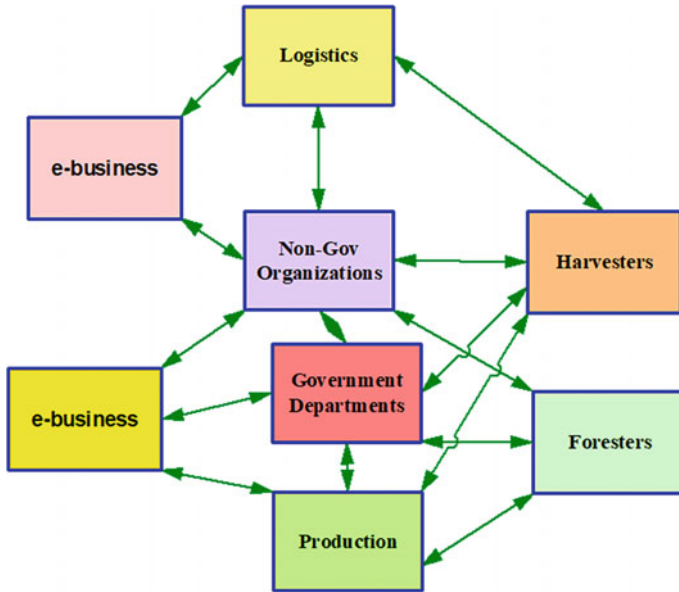 Logistics
e-business
Non-Gov
Organizations
Harvesters
Government
Departments
e-business
Foresters
Production